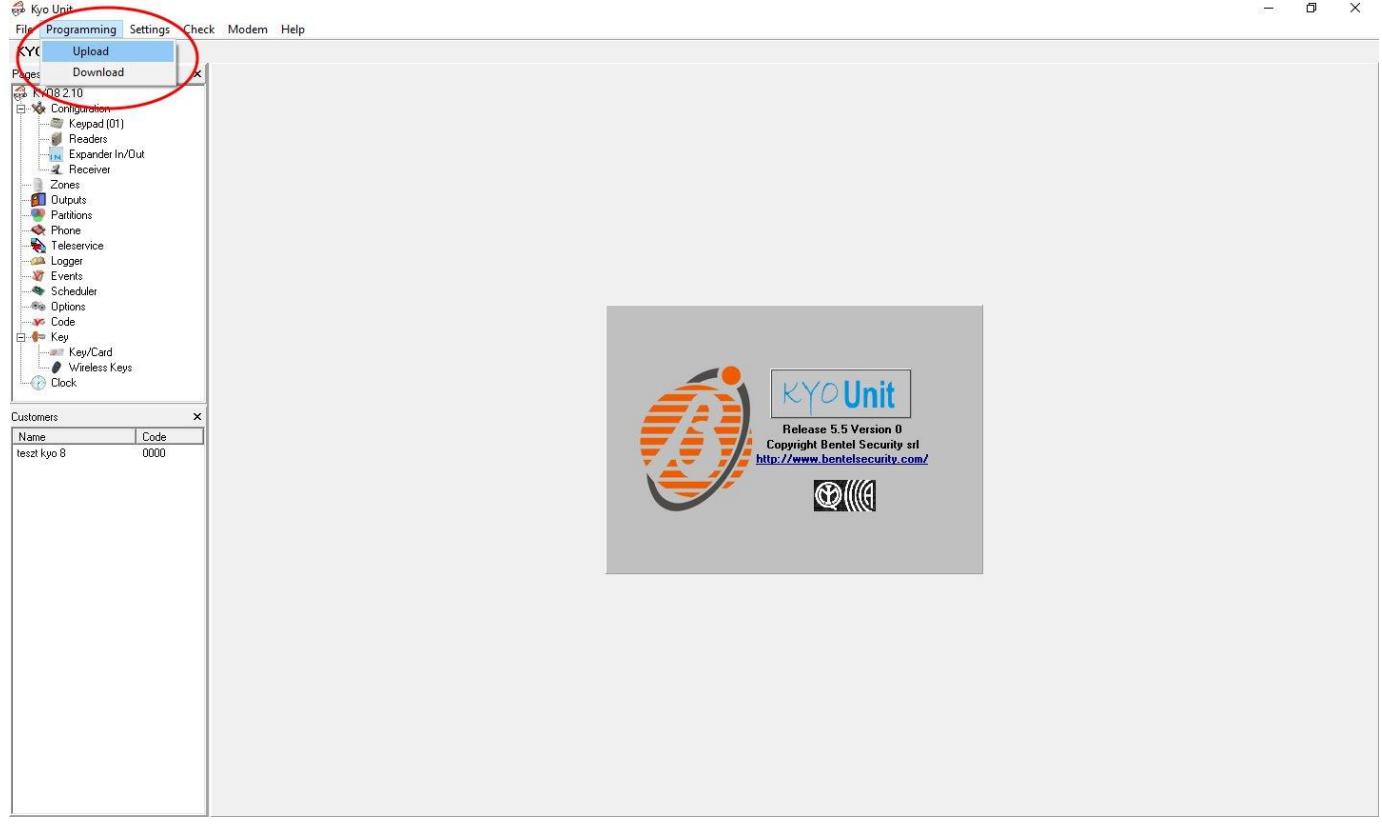 Kyo Unit
File Programming Settings Check Modem Help
Upload
Download
Pages
KYO8 2.10
Configuration
Keypad (01)
Readers
Expander In/Out
Receiver
Zones
Outputs
Partitions
Phone
Teleservice
Logger
Events
Scheduler
Options
Code
Key
Key/Card
Wireless Keys
Clock
Customers
Name Code
teszt kyo 8 0000
KYO Unit
Release 5.5 Version 0
Copyright Bentel Security srl
http://www.bentelsecurity.com/